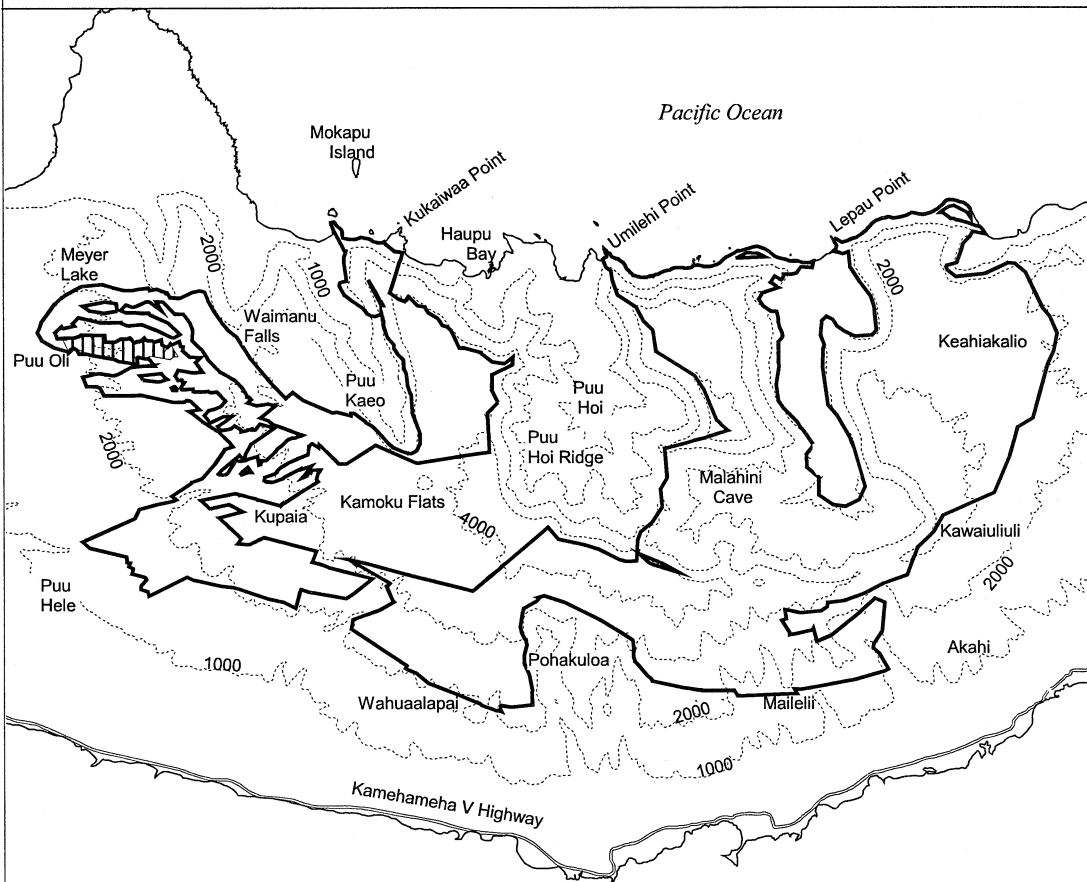 Pacific Ocean
Mokapu
Island
Kukaiwaa Point
Haupu
Bay
Umilehi Point
Lepau Point
Meyer
Lake
2000
1000
2000
Waimanu
Falls
Keahiakalio
Puu Oli
Puu
Kaeo
Puu
Hoi
Puu
Hoi Ridge
2000
Malahini
Cave
Kamoku Flats
Kupaia
4000
Kawaiuliuli
2000
Puu
Hele
Akahi
1000
Pohakuloa
Wahuaalapai
2000
Mailelii
1000
Kamehameha V Highway